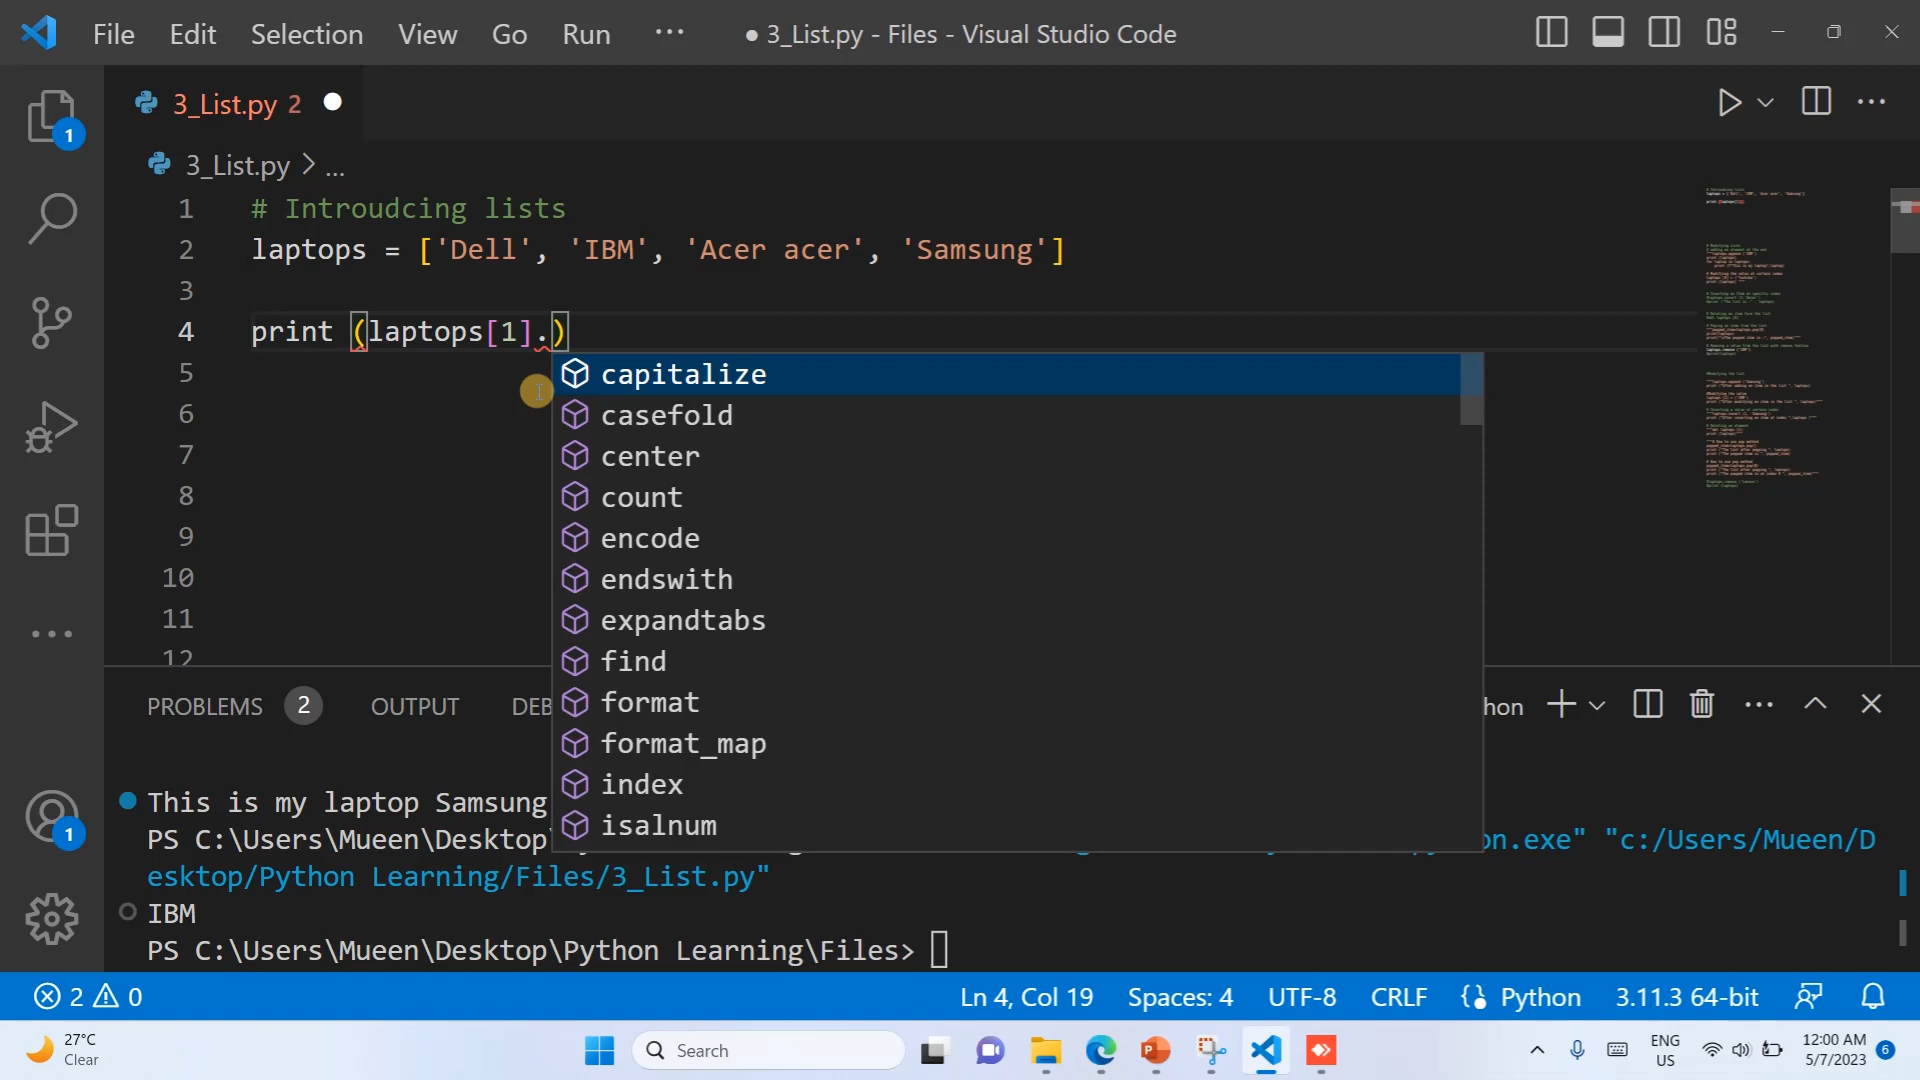 File Edit Selection View Go Run ··· ● 3_List.py - Files - Visual Studio Code
3_List.py 2
3_List.py > ...
1 # Introudcing lists
2 laptops = ['Dell', 'IBM', 'Acer acer', 'Samsung']
3
4 print (laptops[1].)
5 capitalize
6 casefold
7 center
8 count
9 encode
10 endswith
11 expandtabs
12 find
PROBLEMS 2 OUTPUT DEB format hon
format_map
index
isalnum
This is my laptop Samsung
PS C:\Users\Mueen\Desktop\ on.exe" "c:/Users/Mueen/D
esktop/Python Learning/Files/3_List.py"
IBM
PS C:\Users\Mueen\Desktop\Python Learning\Files>
1
1
2 0 Ln 4, Col 19 Spaces: 4 UTF-8 CRLF Python 3.11.3 64-bit
27°C
Clear
Search
ENG
US
12:00 AM
5/7/2023
6